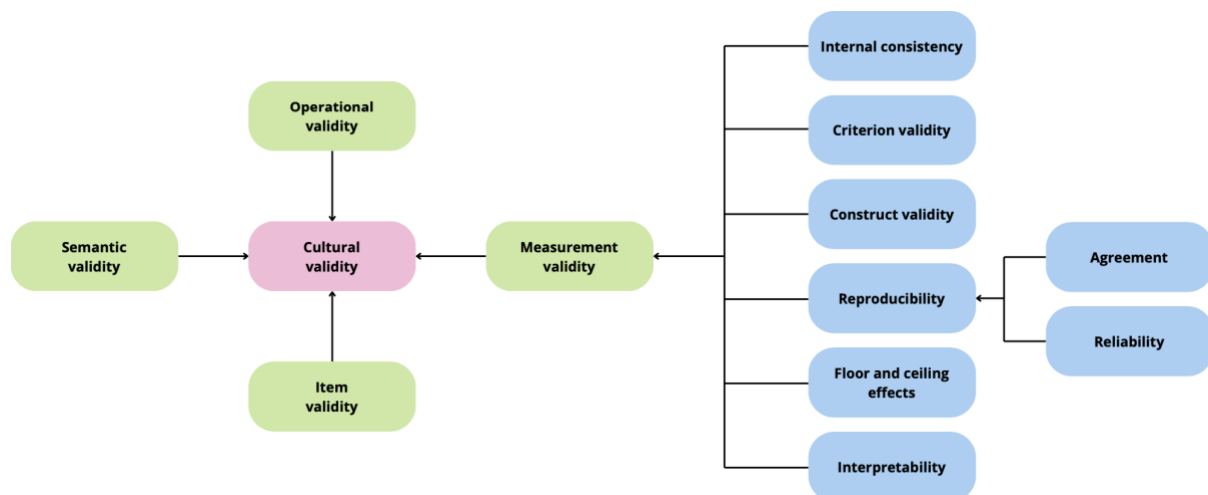 Internal consistency
Operational
validity
Criterion validity
Semantic
validity
Cultural
validity
Measurement
validity
Construct validity
Reproducibility
Agreement
Reliability
Item
validity
Floor and ceiling
effects
Interpretability